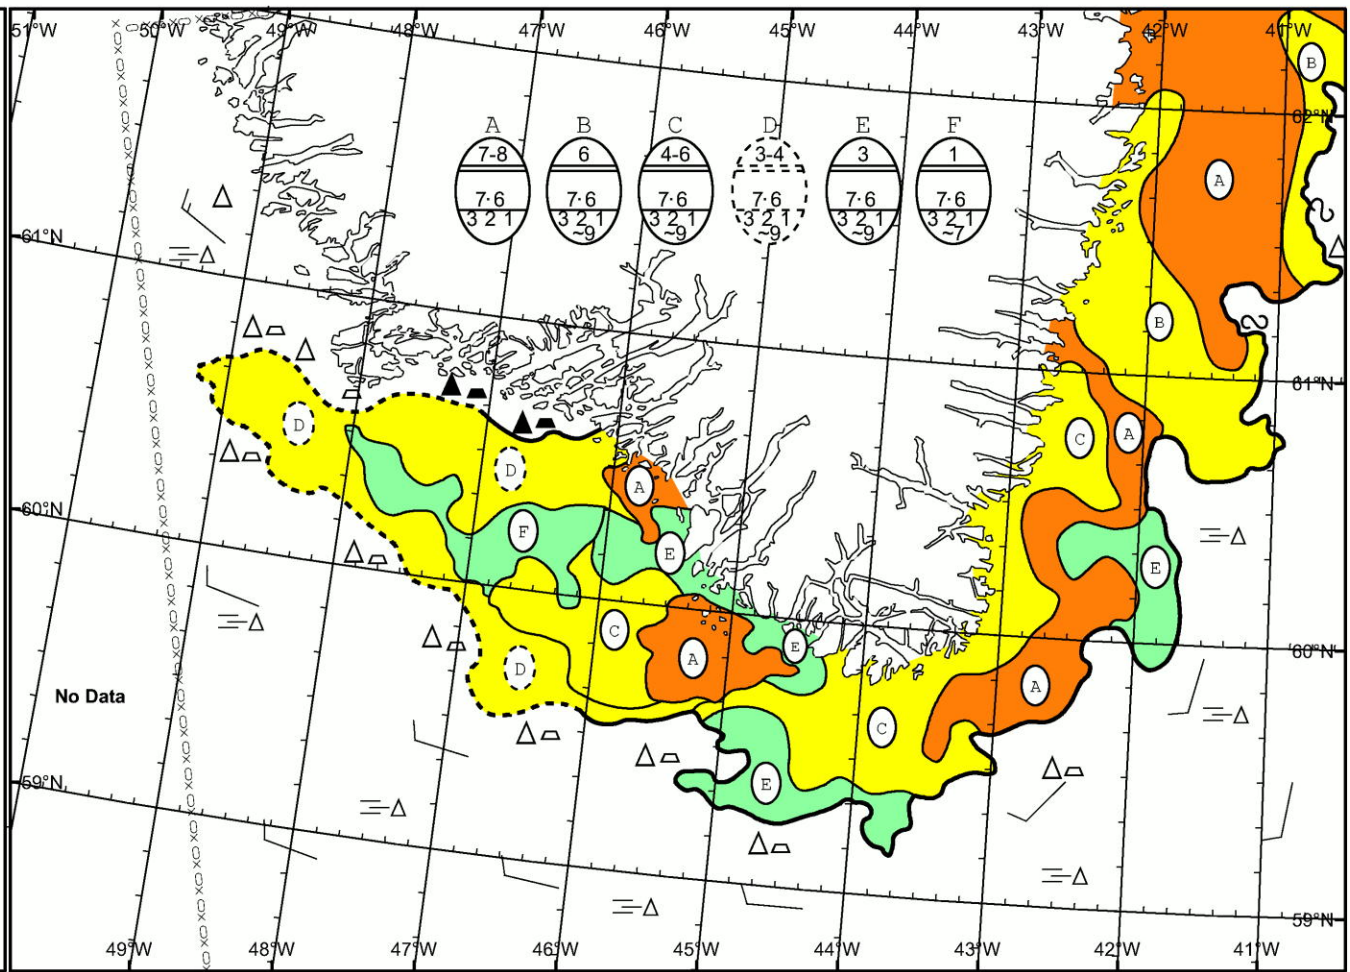 51°W 50°W 49°W 48°W 47°W 46°W 45°W 44°W 43°W 42°W 41°W
B
62°N
A B C D E F
7-8 6 4-6 3-4 3 1
7·6 7·6 7·6 7·6 7·6 7·6
3 2 1 3 2 1 3 2 1 3 2 1 3 2 1 3 2 1
~9 ~9 ~9 ~9 ~7
A
61°N
B
61°N
D
C A
D
A
60°N
F
E
E
C
E
60°N
A
D
A
No Data
C
59°N
E
59°N
49°W 48°W 47°W 46°W 45°W 44°W 43°W 42°W 41°W